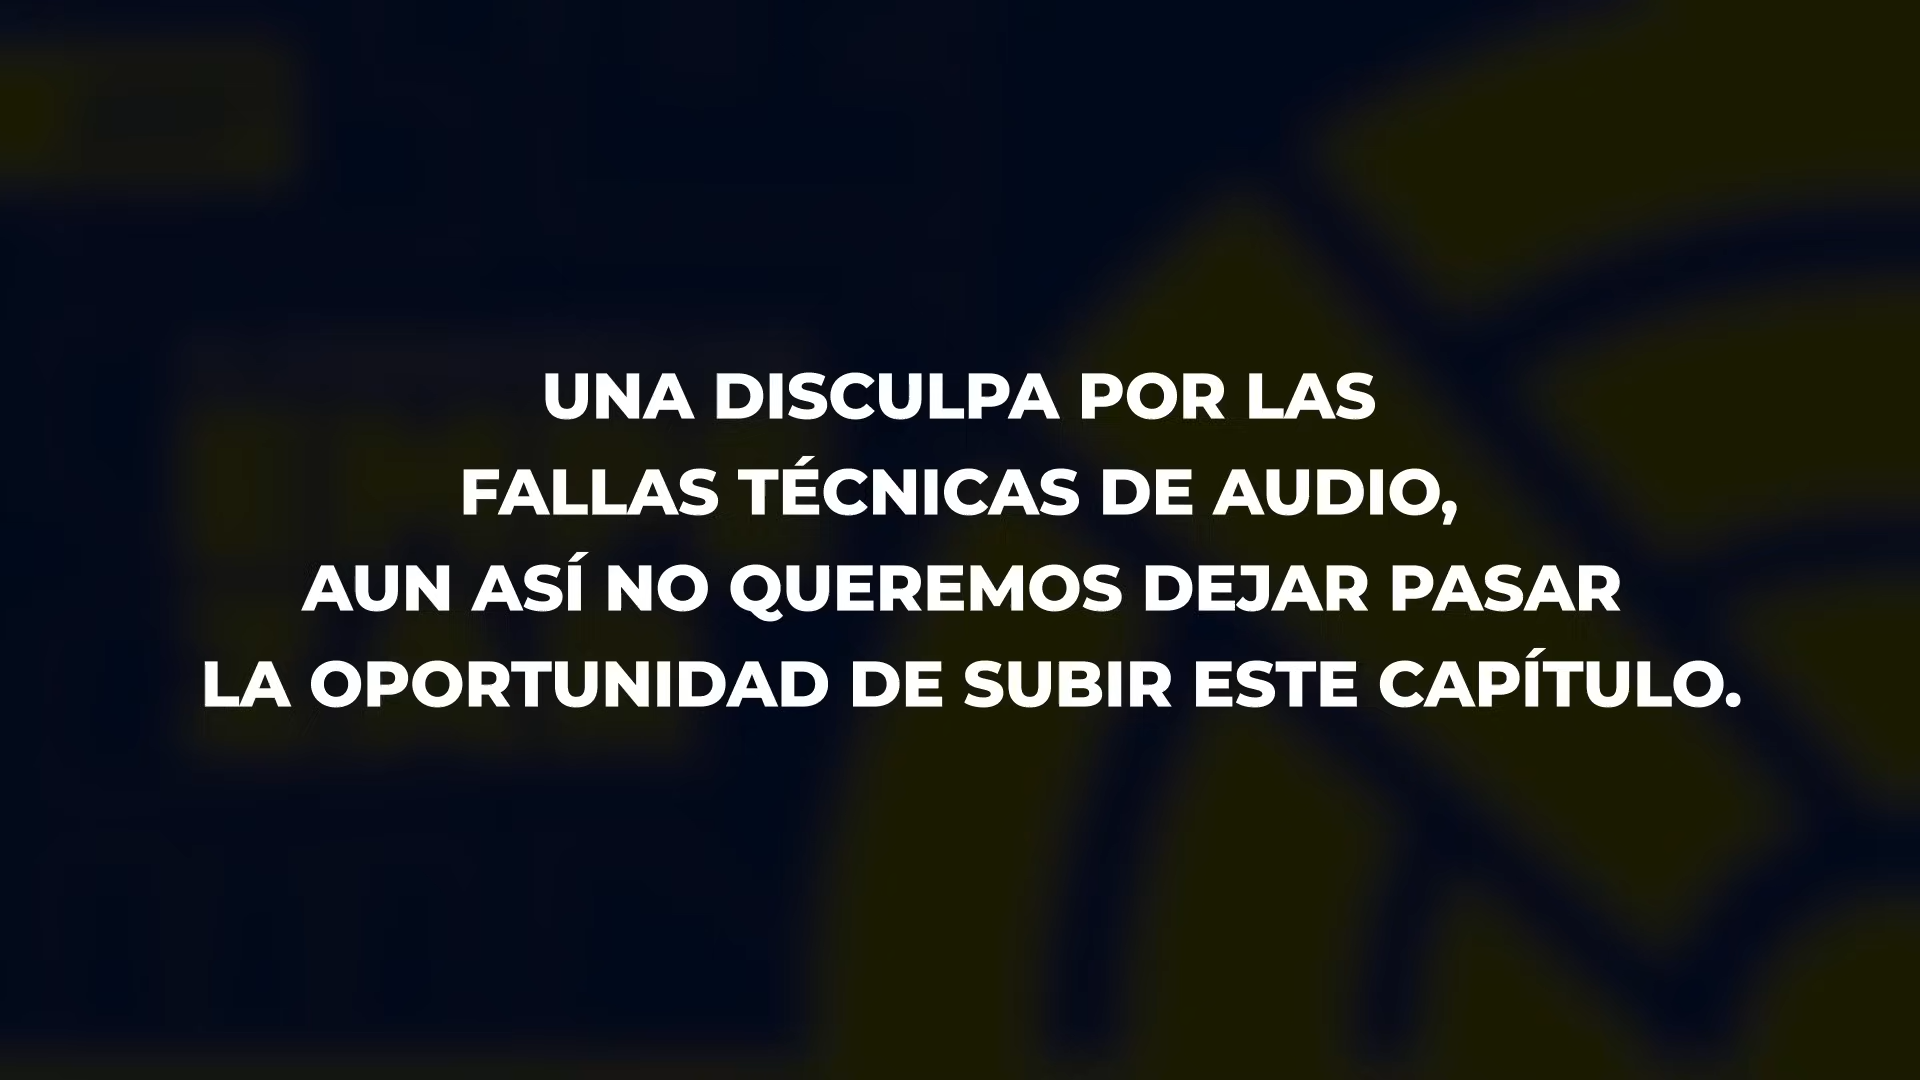 UNA DISCULPA POR LAS
FALLAS TÉCNICAS DE AUDIO,
AUN ASÍ NO QUEREMOS DEJAR PASAR
LA OPORTUNIDAD DE SUBIR ESTE CAPÍTULO.